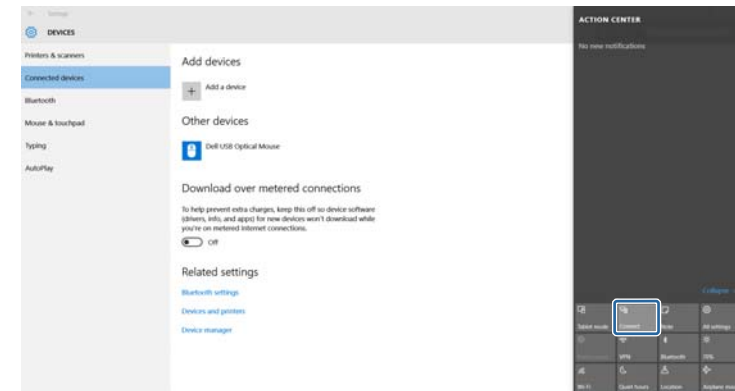 Settings
DEVICES
Printers & scanners
Connected devices
Bluetooth
Mouse & touchpad
Typing
AutoPlay
Add devices
Add a device
Other devices
Dell USB Optical Mouse
Download over metered connections
To help prevent extra charges, keep this off so device software
(drivers, info, and apps) for new devices won't download while
you're on metered Internet connections.
Off
Related settings
Bluetooth settings
Devices and printers
Device manager
ACTION CENTER
No new notifications
Collapse
Tablet mode
Connect
Note
All settings
VPN
Bluetooth
70%
Wi-Fi
Quiet hours
Location
Airplane mod